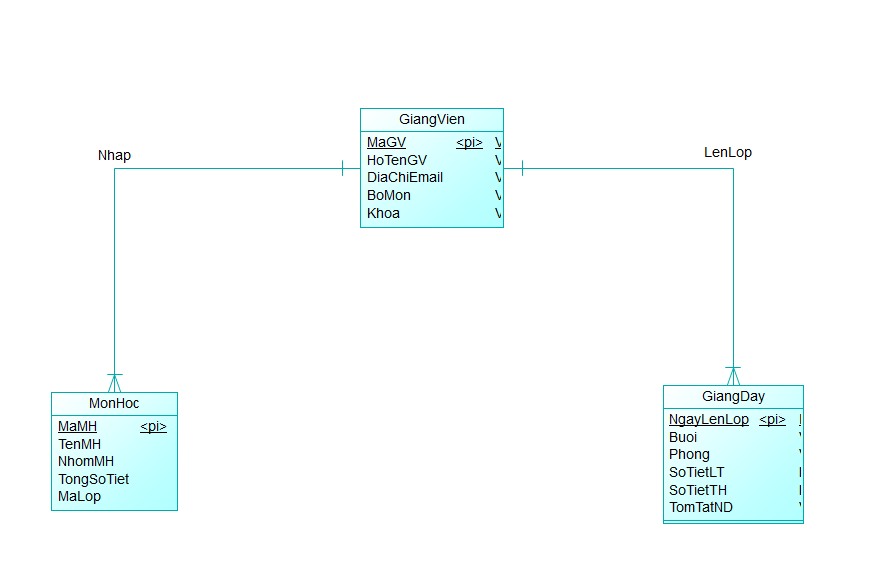 GiangVien
MaGV <pi> V
HoTenGV V
DiaChiEmail V
BoMon V
Khoa V
Nhap
LenLop
MonHoc
MaMH <pi>
TenMH
NhomMH
TongSoTiet
MaLop
GiangDay
NgayLenLop <pi>
Buoi
Phong
SoTietLT
SoTietTH
TomTatND